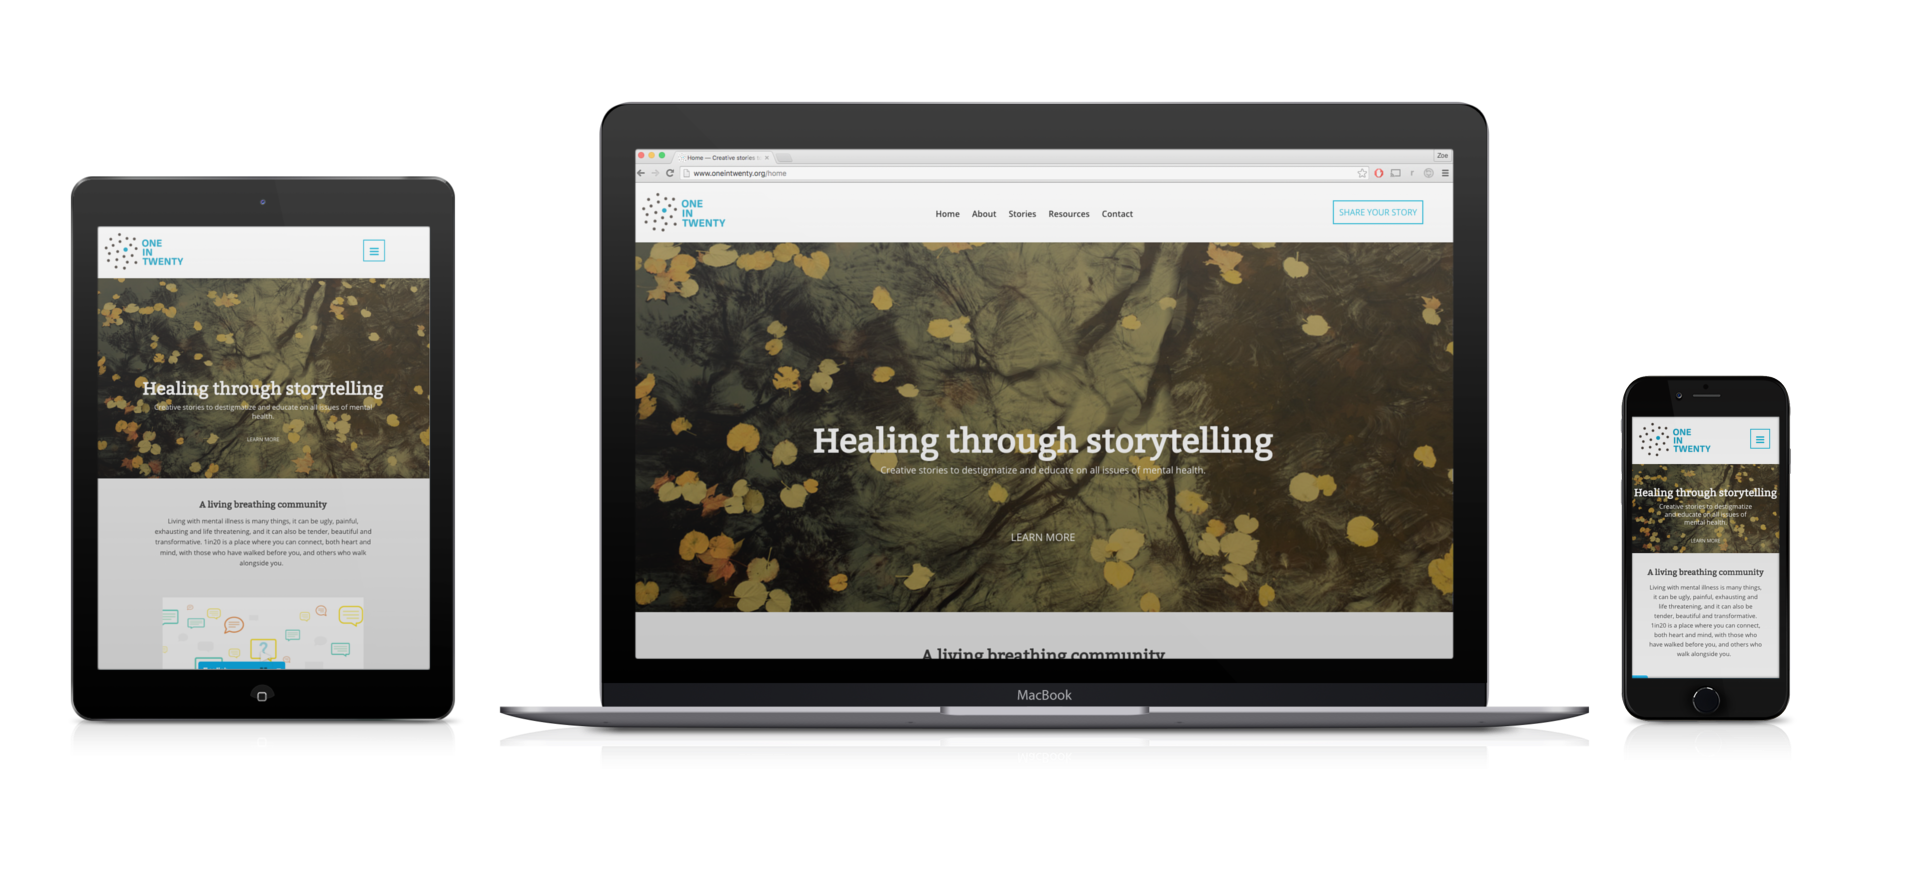 ONE
IN
TWENTY
Healing through storytelling
Creative stories to destigmatize and educate on all issues of mental
health.
LEARN MORE
A living breathing community
Living with mental illness is many things, it can be ugly, painful,
exhausting and life threatening, and it can also be tender, beautiful and
transformative. 1in20 is a place where you can connect, both heart and
mind, with those who have walked before you, and others who walk
alongside you.
?
Home — Creative stories
Zoe
www.oneintwenty.org/home
ONE
IN
TWENTY
Home About Stories Resources Contact
SHARE YOUR STORY
Healing through storytelling
Creative stories to destigmatize and educate on all issues of mental health.
LEARN MORE
A living breathing community
MacBook
ONE
IN
TWENTY
Healing through storytelling
Creative stories to destigmatize
and educate on all issues of
mental health.
LEARN MORE
A living breathing community
Living with mental illness is many things,
it can be ugly, painful, exhausting and
life threatening, and it can also be
tender, beautiful and transformative.
1in20 is a place where you can connect,
both heart and mind, with those who
have walked before you, and others who
walk alongside you.